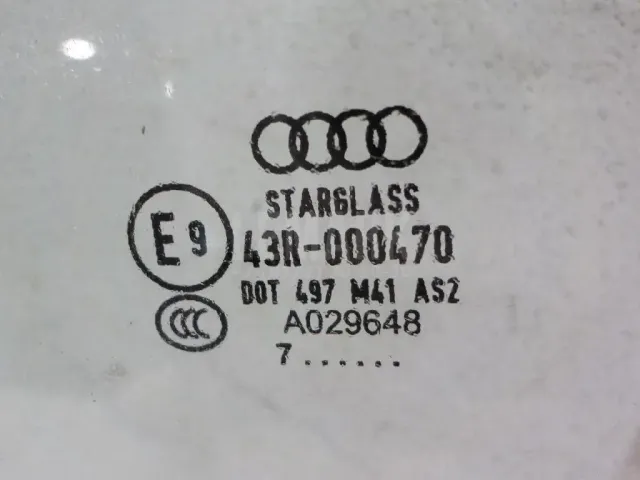 STARGLASS
E9
43R-000470
DOT 497 M41 AS2
CCC
A029648
7......